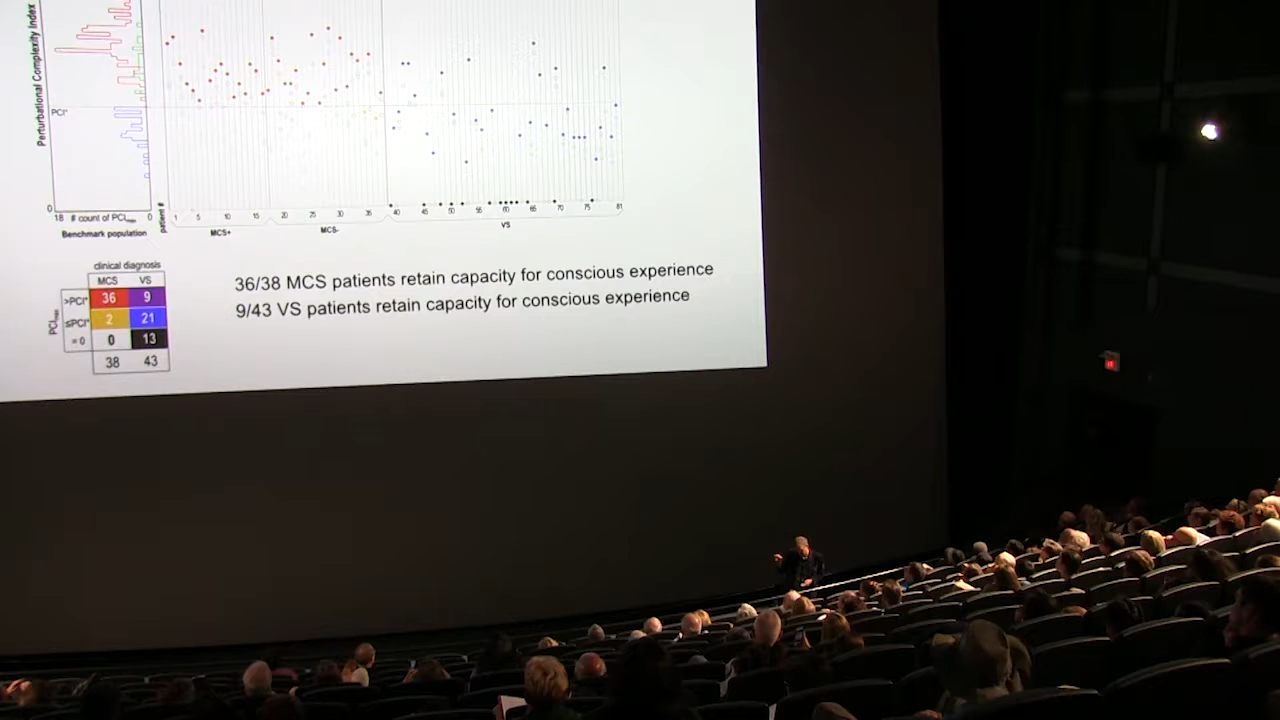 Perturbational Complexity Index
PCI*
0
18 # count of PCImax 0
Benchmark population
patient #
1 5 10 15 20 25 30 35 40 45 50 55 60 65 70 75 81
MCS+ MCS- VS
clinical diagnosis
MCS VS
>PCI* 36 9
≤PCI* 2 21
= 0 0 13
38 43
PCImax
36/38 MCS patients retain capacity for conscious experience
9/43 VS patients retain capacity for conscious experience